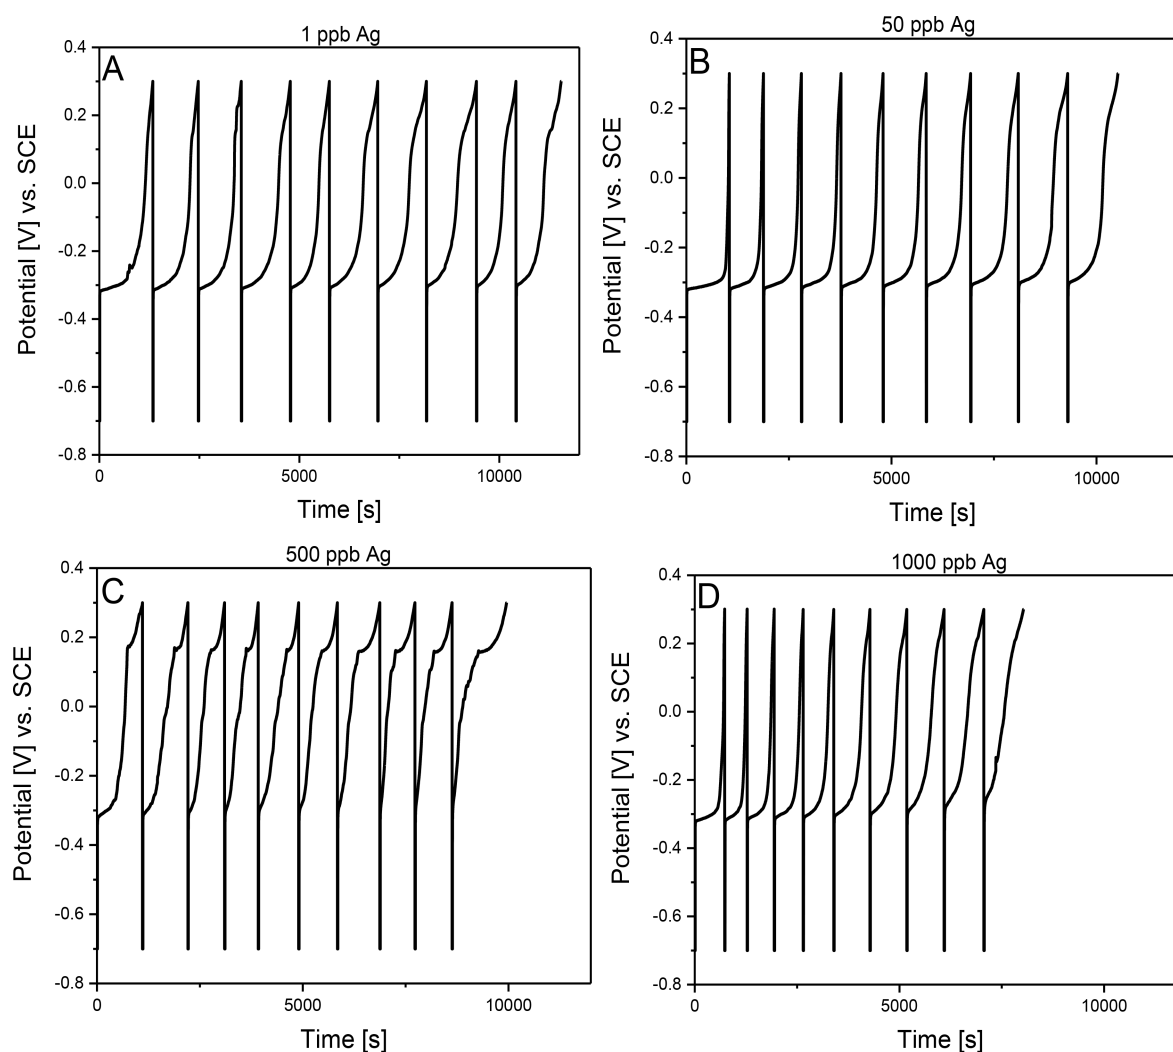 1 ppb Ag
A
0.4
0.2
0.0
-0.2
-0.4
-0.6
-0.8
Potential [V] vs. SCE
0
5000
10000
Time [s]
50 ppb Ag
B
0.4
0.2
0.0
-0.2
-0.4
-0.6
-0.8
Potential [V] vs. SCE
0
5000
10000
Time [s]
500 ppb Ag
C
0.4
0.2
0.0
-0.2
-0.4
-0.6
-0.8
Potential [V] vs. SCE
0
5000
10000
Time [s]
1000 ppb Ag
D
0.4
0.2
0.0
-0.2
-0.4
-0.6
-0.8
Potential [V] vs. SCE
0
5000
10000
Time [s]